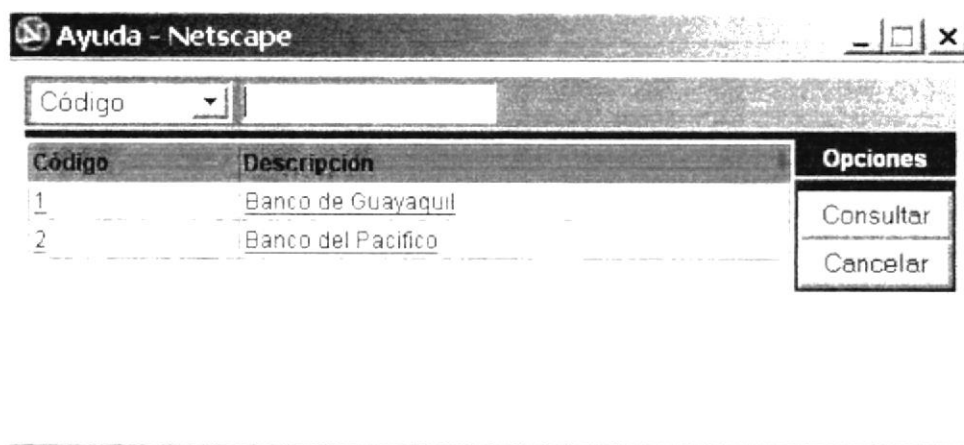 Ayuda - Netscape
Código
Código Descripción Opciones
1 Banco de Guayaquil Consultar
2 Banco del Pacifico Cancelar